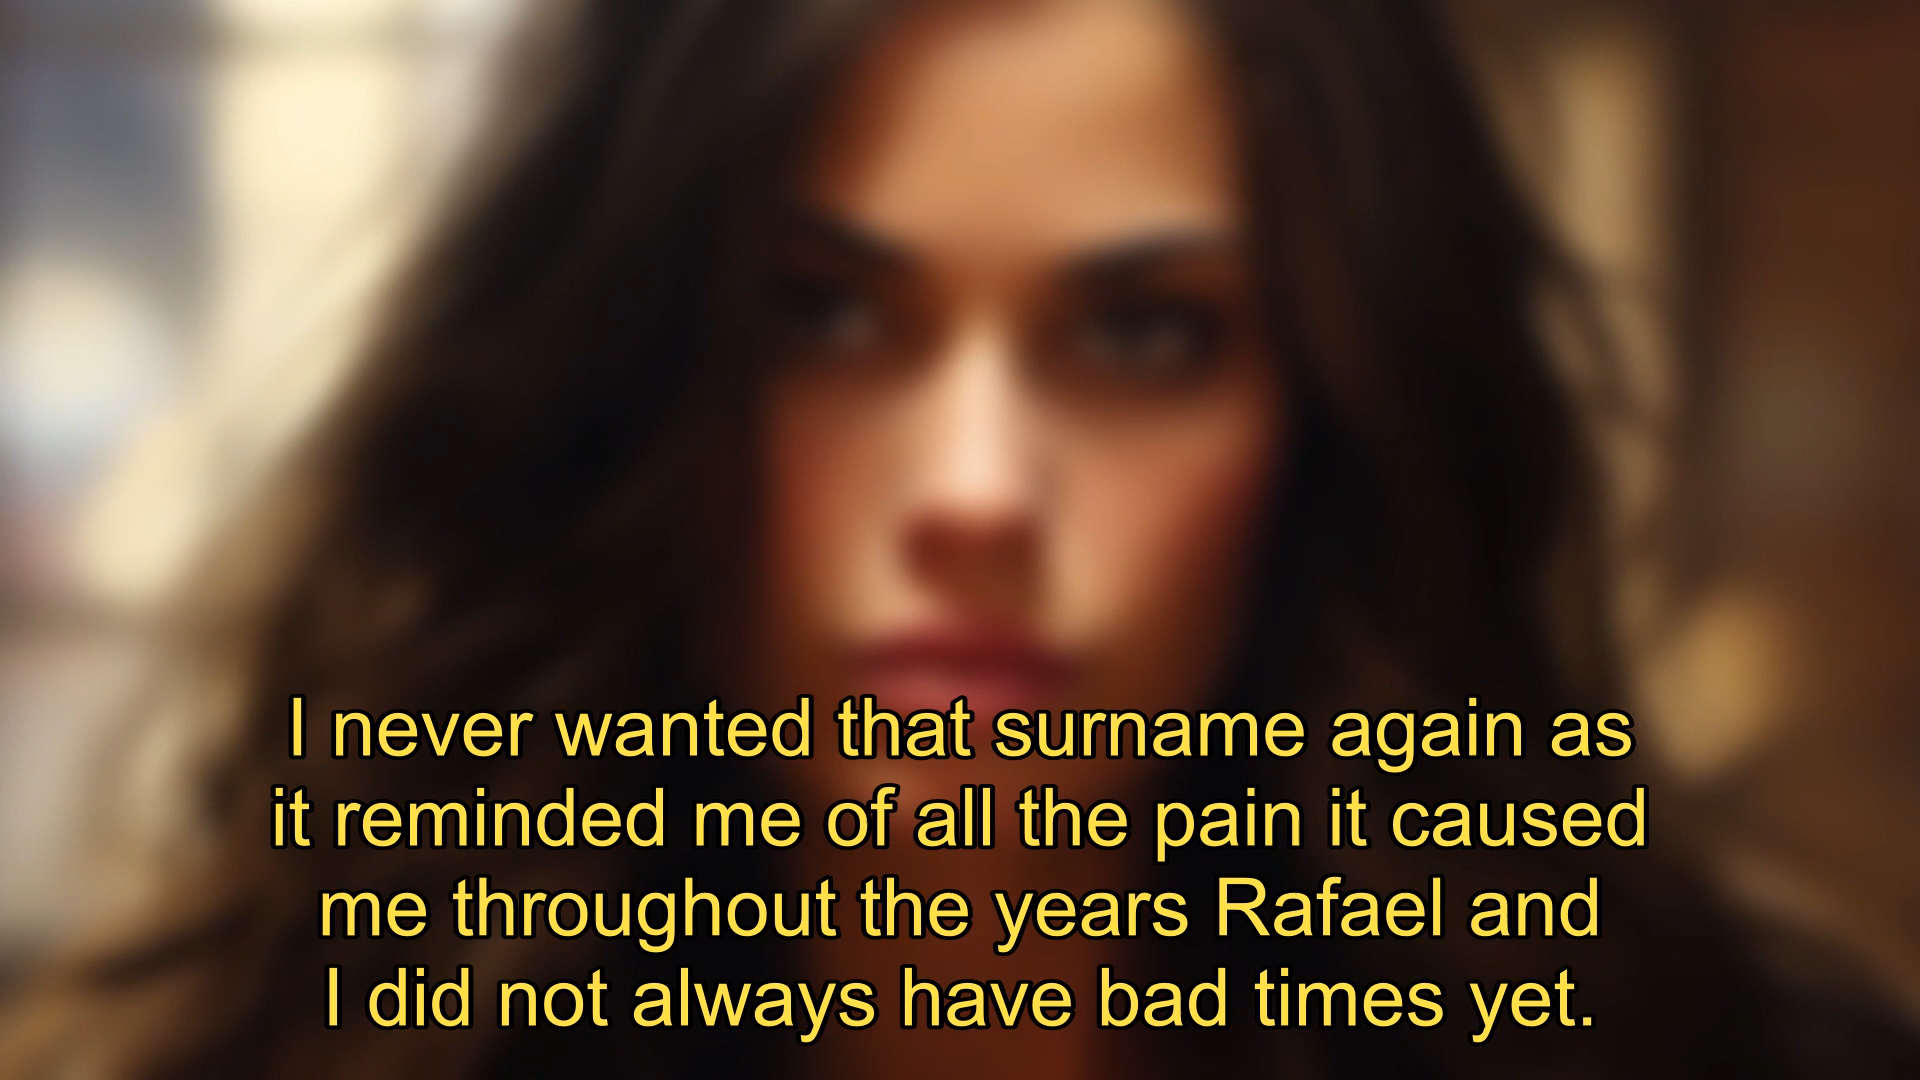 I never wanted that surname again as
it reminded me of all the pain it caused
me throughout the years Rafael and
I did not always have bad times yet.